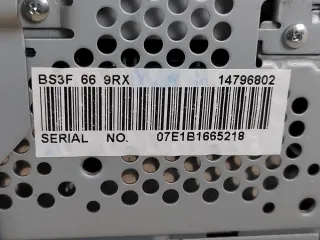 BS3F 66 9RX 14796802
SERIAL NO. 07E1B1665218